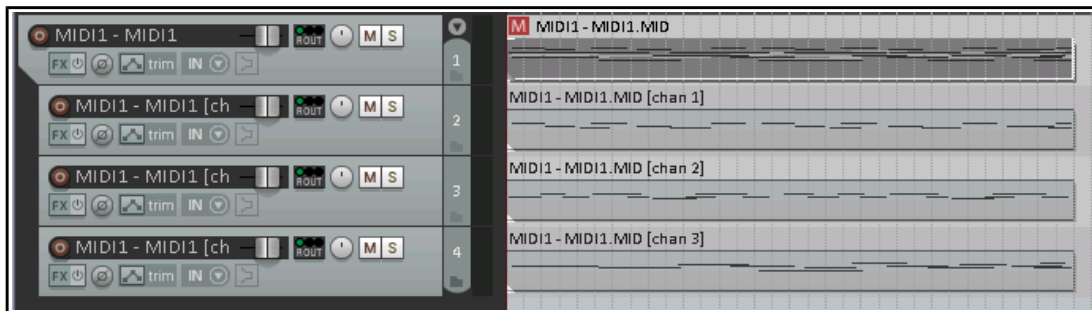 MIDI1 - MIDI1 ROUT M S
FX trim IN
1
M MIDI1 - MIDI1.MID
MIDI1 - MIDI1 [ch ROUT M S
FX trim IN
2
MIDI1 - MIDI1.MID [chan 1]
MIDI1 - MIDI1 [ch ROUT M S
FX trim IN
3
MIDI1 - MIDI1.MID [chan 2]
MIDI1 - MIDI1 [ch ROUT M S
FX trim IN
4
MIDI1 - MIDI1.MID [chan 3]